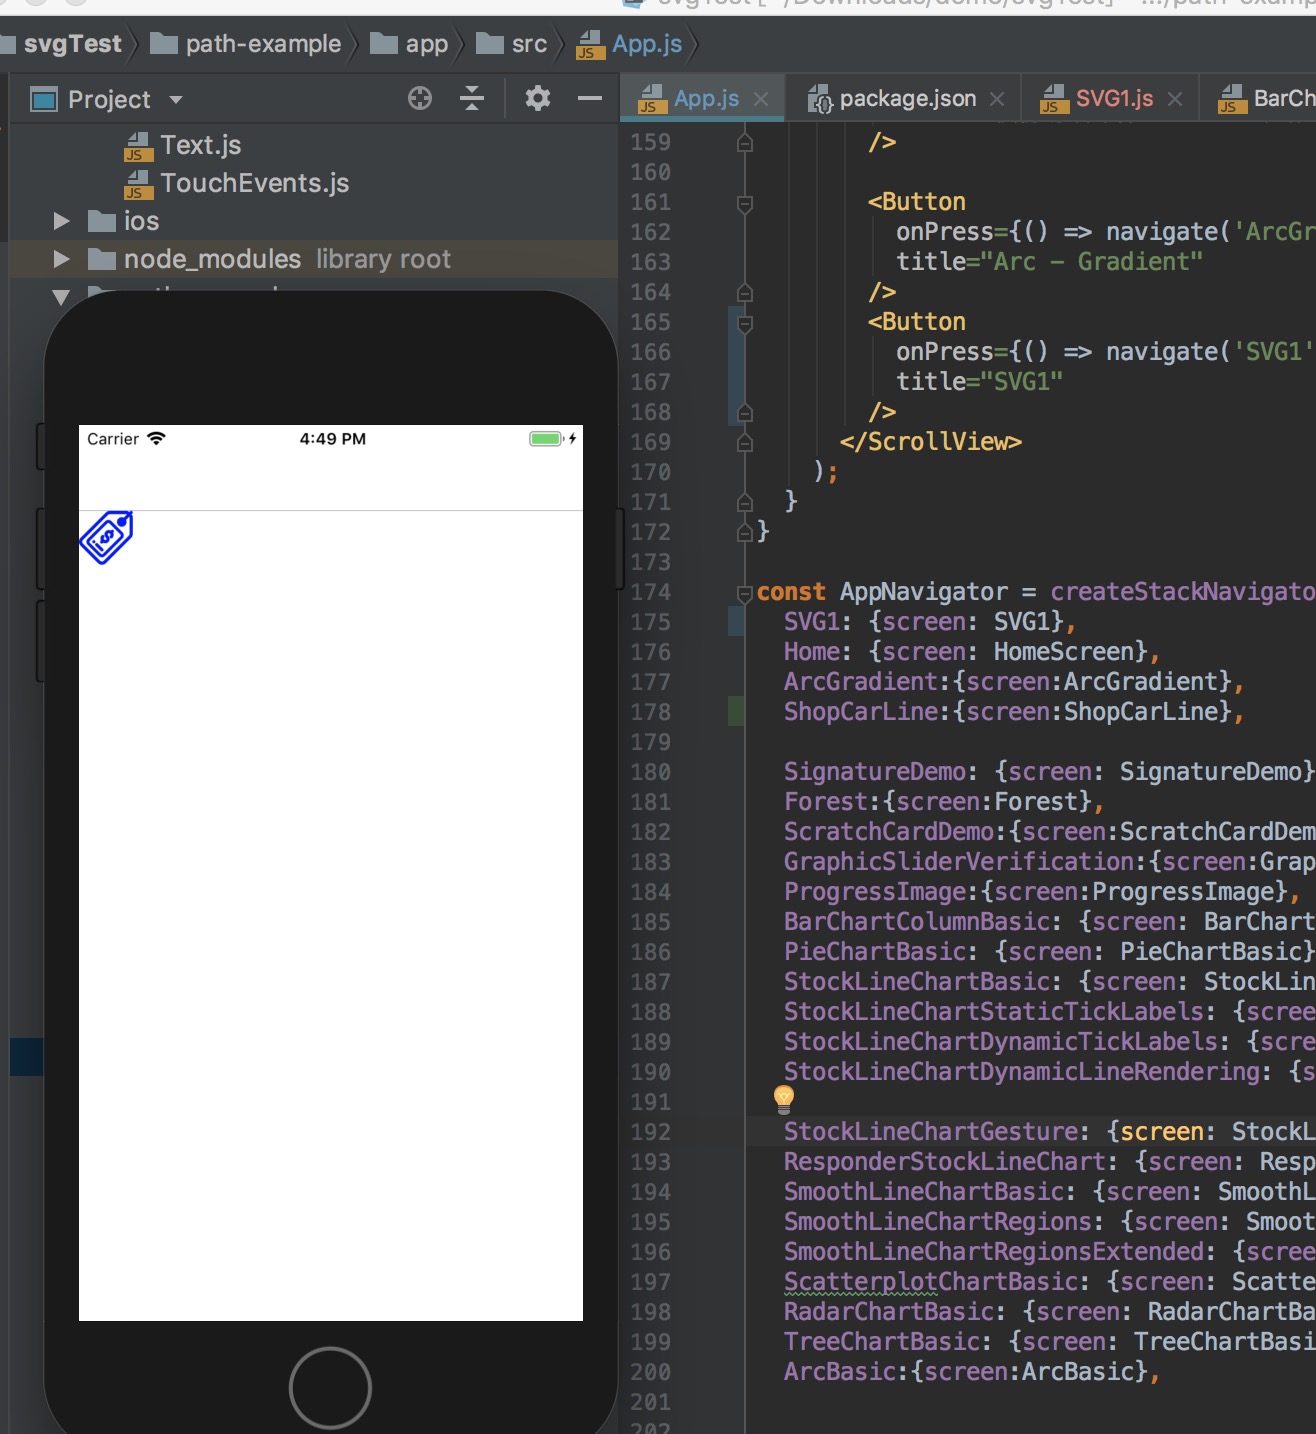 svgTest path-example app src App.js
Project
App.js package.json SVG1.js BarCh
Text.js
TouchEvents.js
ios
node_modules library root
Carrier 4:49 PM
$
159 />
160
161 <Button
162 onPress={() => navigate('ArcGr
163 title="Arc - Gradient"
164 />
165 <Button
166 onPress={() => navigate('SVG1'
167 title="SVG1"
168 />
169 </ScrollView>
170 );
171 }
172 }
173
174 const AppNavigator = createStackNavigato
175 SVG1: {screen: SVG1},
176 Home: {screen: HomeScreen},
177 ArcGradient:{screen:ArcGradient},
178 ShopCarLine:{screen:ShopCarLine},
179
180 SignatureDemo: {screen: SignatureDemo}
181 Forest:{screen:Forest},
182 ScratchCardDemo:{screen:ScratchCardDem
183 GraphicSliderVerification:{screen:Grap
184 ProgressImage:{screen:ProgressImage},
185 BarChartColumnBasic: {screen: BarChart
186 PieChartBasic: {screen: PieChartBasic}
187 StockLineChartBasic: {screen: StockLin
188 StockLineChartStaticTickLabels: {scree
189 StockLineChartDynamicTickLabels: {scre
190 StockLineChartDynamicLineRendering: {s
191
192 StockLineChartGesture: {screen: StockL
193 ResponderStockLineChart: {screen: Resp
194 SmoothLineChartBasic: {screen: SmoothL
195 SmoothLineChartRegions: {screen: Smoot
196 SmoothLineChartRegionsExtended: {scree
197 ScatterplotChartBasic: {screen: Scatte
198 RadarChartBasic: {screen: RadarChartBa
199 TreeChartBasic: {screen: TreeChartBasi
200 ArcBasic:{screen:ArcBasic},
201
202